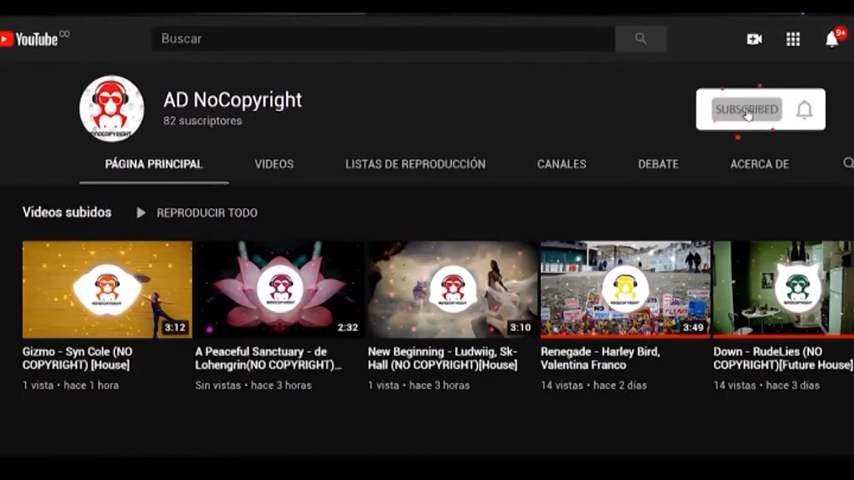 YouTube CO
Buscar
9+
AD NoCopyright
82 suscriptores
SUBSCRIBED
NOCOPYRIGHT
PÁGINA PRINCIPAL
VIDEOS
LISTAS DE REPRODUCCIÓN
CANALES
DEBATE
ACERCA DE
Videos subidos
REPRODUCIR TODO
3:12
2:32
3:10
3:49
Gizmo - Syn Cole (NO
COPYRIGHT) [House]
1 vista • hace 1 hora
A Peaceful Sanctuary - de
Lohengrin(NO COPYRIGHT)...
Sin vistas • hace 3 horas
New Beginning - Ludwiig, Sk-
Hall (NO COPYRIGHT)[House]
1 vista • hace 3 horas
Renegade - Harley Bird,
Valentina Franco
14 vistas • hace 2 días
Down - RudeLies (NO
COPYRIGHT)[Future House]
14 vistas • hace 3 días